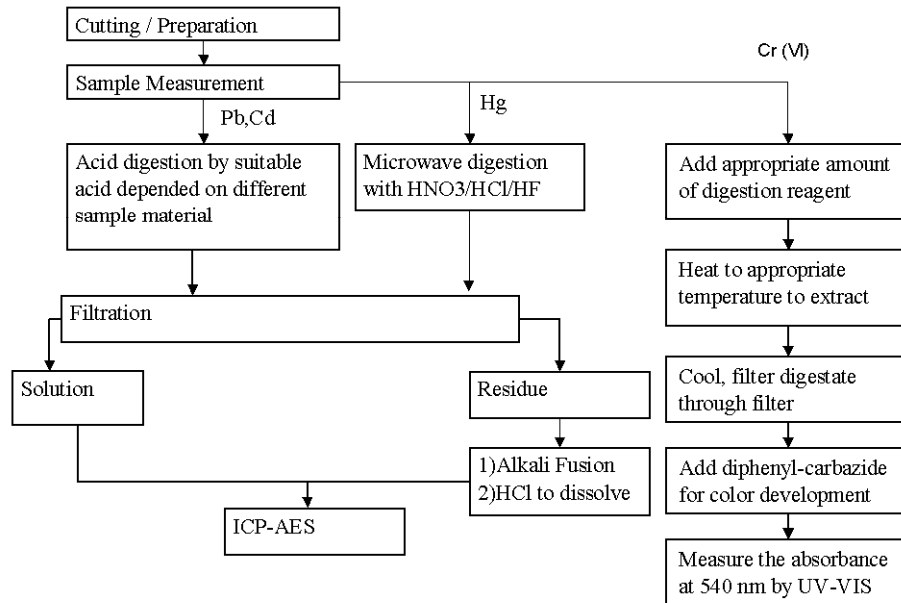 Cutting / Preparation
Sample Measurement
Cr (VI)
Pb,Cd
Hg
Acid digestion by suitable
acid depended on different
sample material
Microwave digestion
with HNO3/HCl/HF
Add appropriate amount
of digestion reagent
Heat to appropriate
temperature to extract
Filtration
Solution
Residue
Cool, filter digestate
through filter
1)Alkali Fusion
2)HCl to dissolve
Add diphenyl-carbazide
for color development
ICP-AES
Measure the absorbance
at 540 nm by UV-VIS